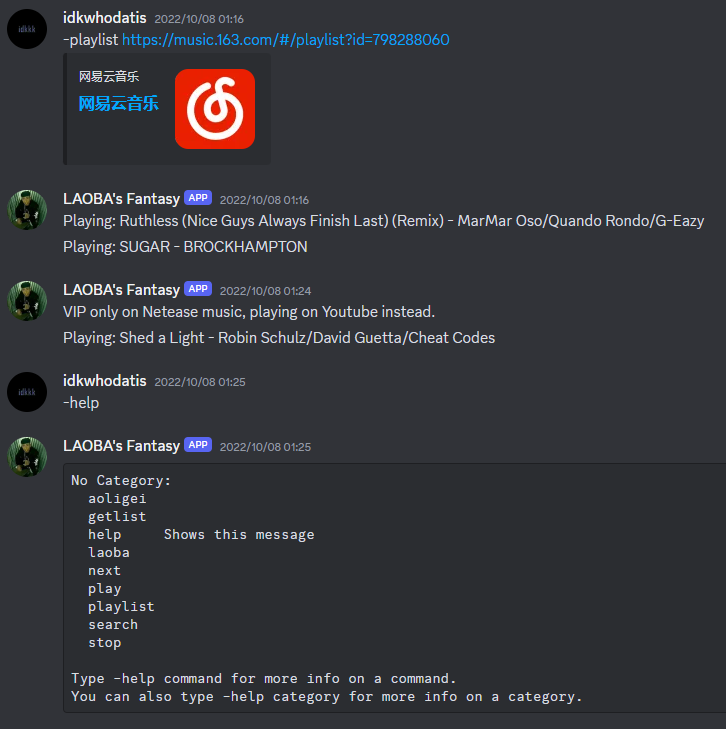 idkwhodatis 2022/10/08 01:16
-playlist https://music.163.com/#/playlist?id=798288060
网易云音乐
网易云音乐
LAOBA's Fantasy APP 2022/10/08 01:16
Playing: Ruthless (Nice Guys Always Finish Last) (Remix) - MarMar Oso/Quando Rondo/G-Eazy
Playing: SUGAR - BROCKHAMPTON
LAOBA's Fantasy APP 2022/10/08 01:24
VIP only on Netease music, playing on Youtube instead.
Playing: Shed a Light - Robin Schulz/David Guetta/Cheat Codes
idkkk
idkwhodatis 2022/10/08 01:25
-help
LAOBA's Fantasy APP 2022/10/08 01:25
No Category:
aoligei
getlist
help Shows this message
laoba
next
play
playlist
search
stop
Type -help command for more info on a command.
You can also type -help category for more info on a category.